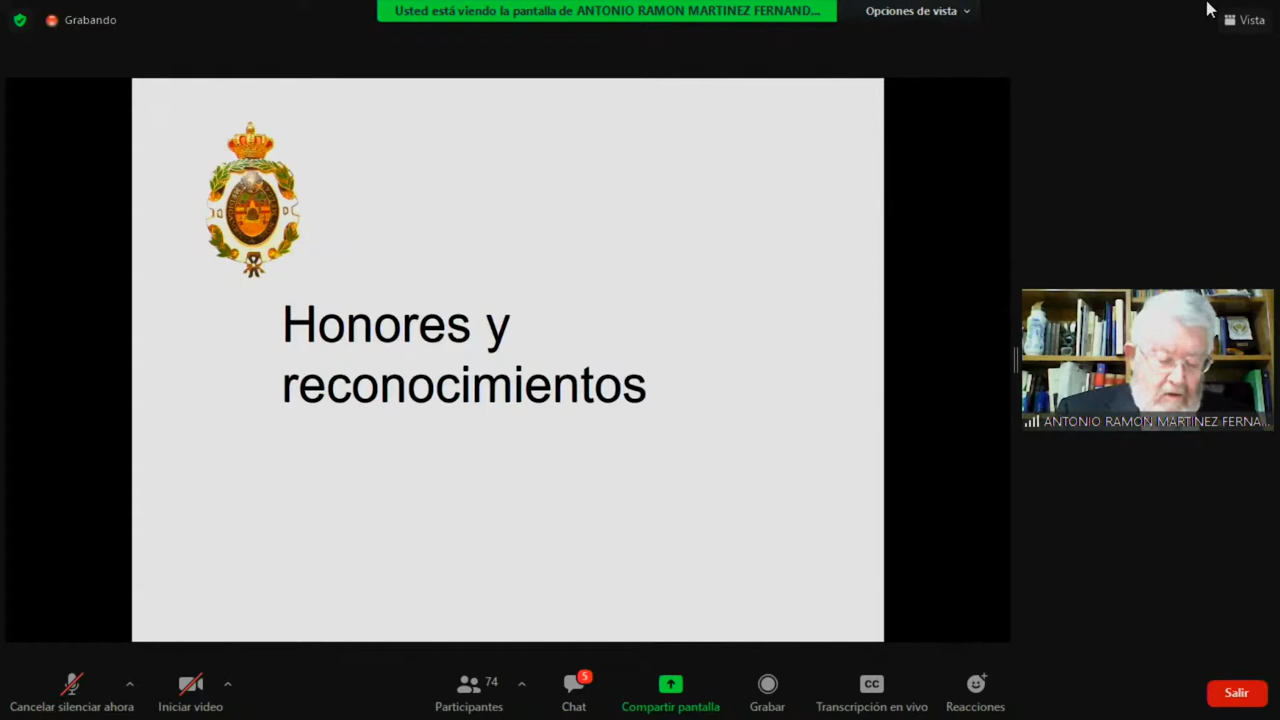 Grabando
Usted está viendo la pantalla de ANTONIO RAMON MARTINEZ FERNAND...
Opciones de vista
Vista
Honores y
reconocimientos
ANTONIO RAMON MARTINEZ FERNA...
74
5
Cancelar silenciar ahora
Iniciar video
Participantes
Chat
Compartir pantalla
Grabar
CC
Transcripción en vivo
Reacciones
Salir